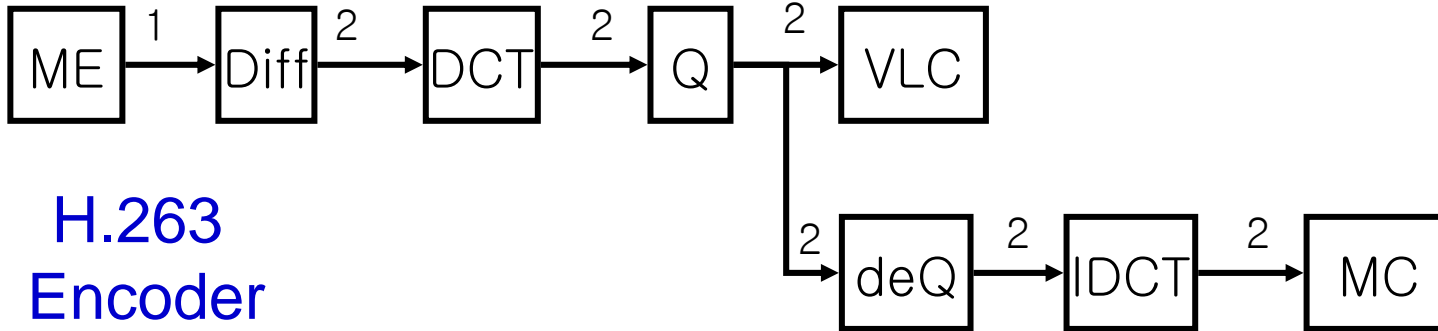 1 2 2 2
ME Diff DCT Q VLC
H.263
Encoder
2 2 2
deQ IDCT MC